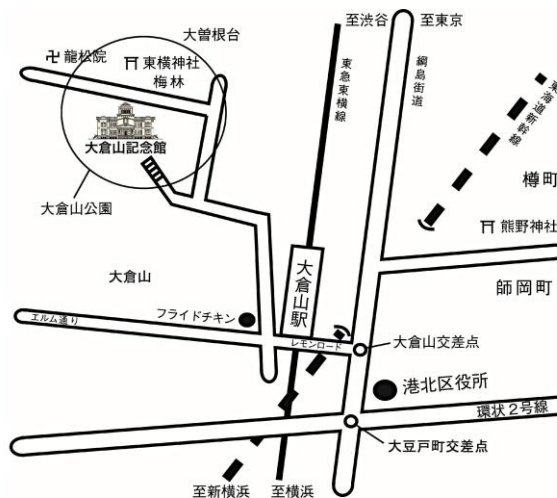 大曽根台
至渋谷
至東京
卍 龍松院
東横神社
梅林
東急東横線
綱島街道
東海道新幹線
大倉山記念館
樽町
大倉山公園
熊野神社
大倉山
大倉山駅
師岡町
エルム通り
フライドチキン
レモンロード
大倉山交差点
港北区役所
環状2号線
大豆戸町交差点
至新横浜
至横浜